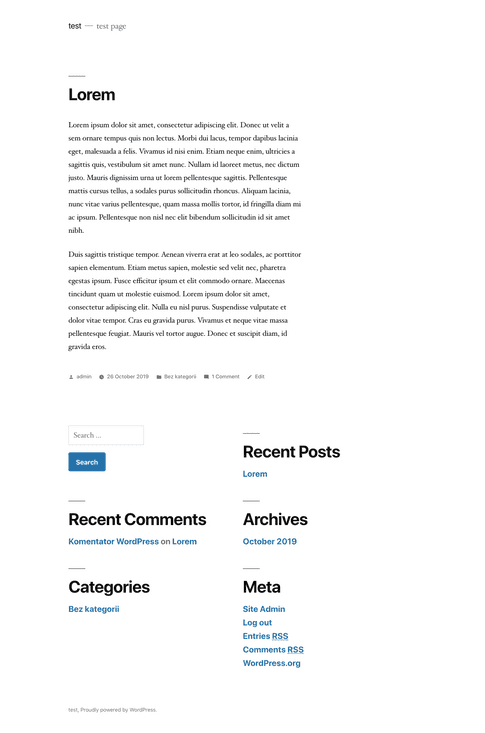 test — test page
Lorem
Lorem ipsum dolor sit amet, consectetur adipiscing elit. Donec ut velit a
sem ornare tempus quis non lectus. Morbi dui lacus, tempor dapibus lacinia
eget, malesuada a felis. Vivamus id nisi enim. Etiam neque enim, ultricies a
sagittis quis, vestibulum sit amet nunc. Nullam id laoreet metus, nec dictum
justo. Mauris dignissim urna ut lorem pellentesque sagittis. Pellentesque
mattis cursus tellus, a sodales purus sollicitudin rhoncus. Aliquam lacinia,
nunc vitae varius pellentesque, quam massa mollis tortor, id fringilla diam mi
ac ipsum. Pellentesque non nisl nec elit bibendum sollicitudin id sit amet
nibh.
Duis sagittis tristique tempor. Aenean viverra erat at leo sodales, ac porttitor
sapien elementum. Etiam metus sapien, molestie sed velit nec, pharetra
egestas ipsum. Fusce efficitur ipsum et elit commodo ornare. Maecenas
tincidunt quam ut molestie euismod. Lorem ipsum dolor sit amet,
consectetur adipiscing elit. Nulla eu nisl purus. Suspendisse vulputate et
dolor vitae tempor. Cras eu gravida purus. Vivamus et neque vitae massa
pellentesque feugiat. Mauris vel tortor augue. Donec et suscipit diam, id
gravida eros.
admin 26 October 2019 Bez kategorii 1 Comment Edit
Search ...
Search
Recent Posts
Lorem
Recent Comments
Komentator WordPress on Lorem
Archives
October 2019
Categories
Bez kategorii
Meta
Site Admin
Log out
Entries RSS
Comments RSS
WordPress.org
test, Proudly powered by WordPress.